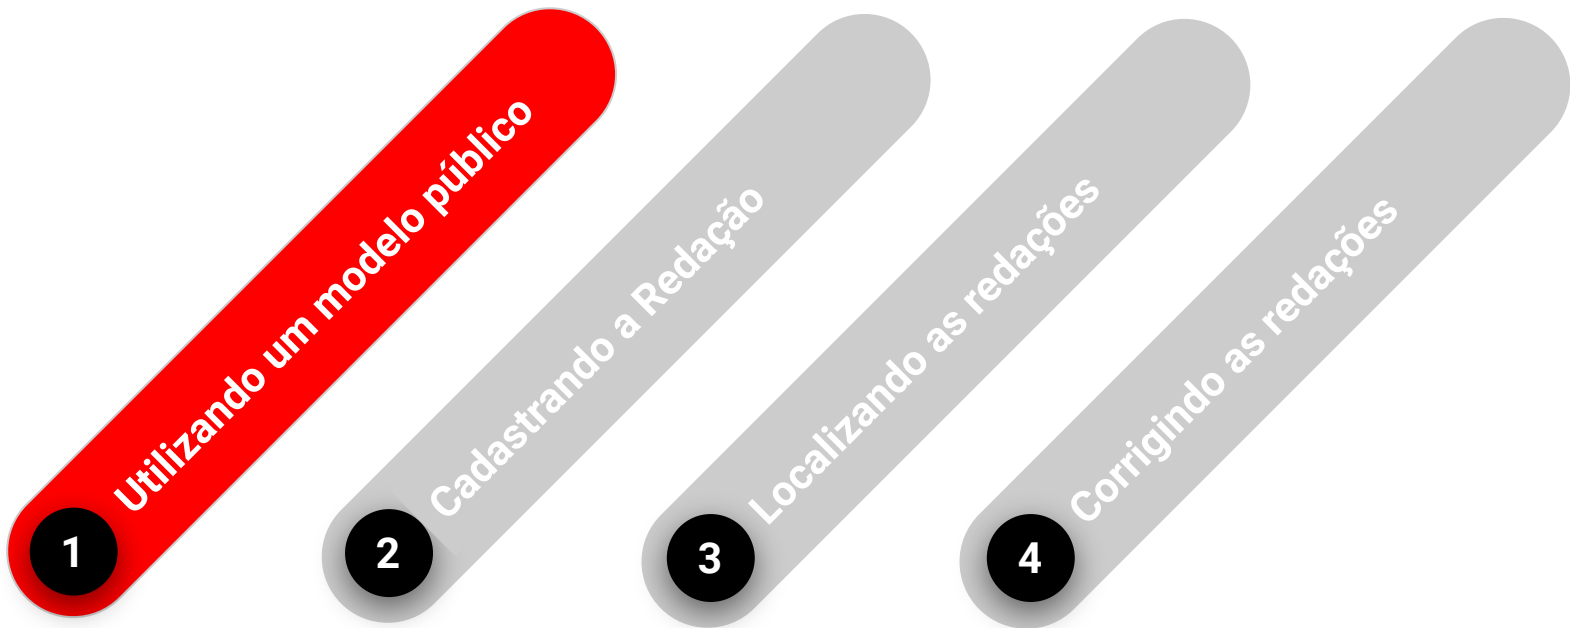 1
Utilizando um modelo público
2
Cadastrando a Redação
3
Localizando as redações
4
Corrigindo as redações